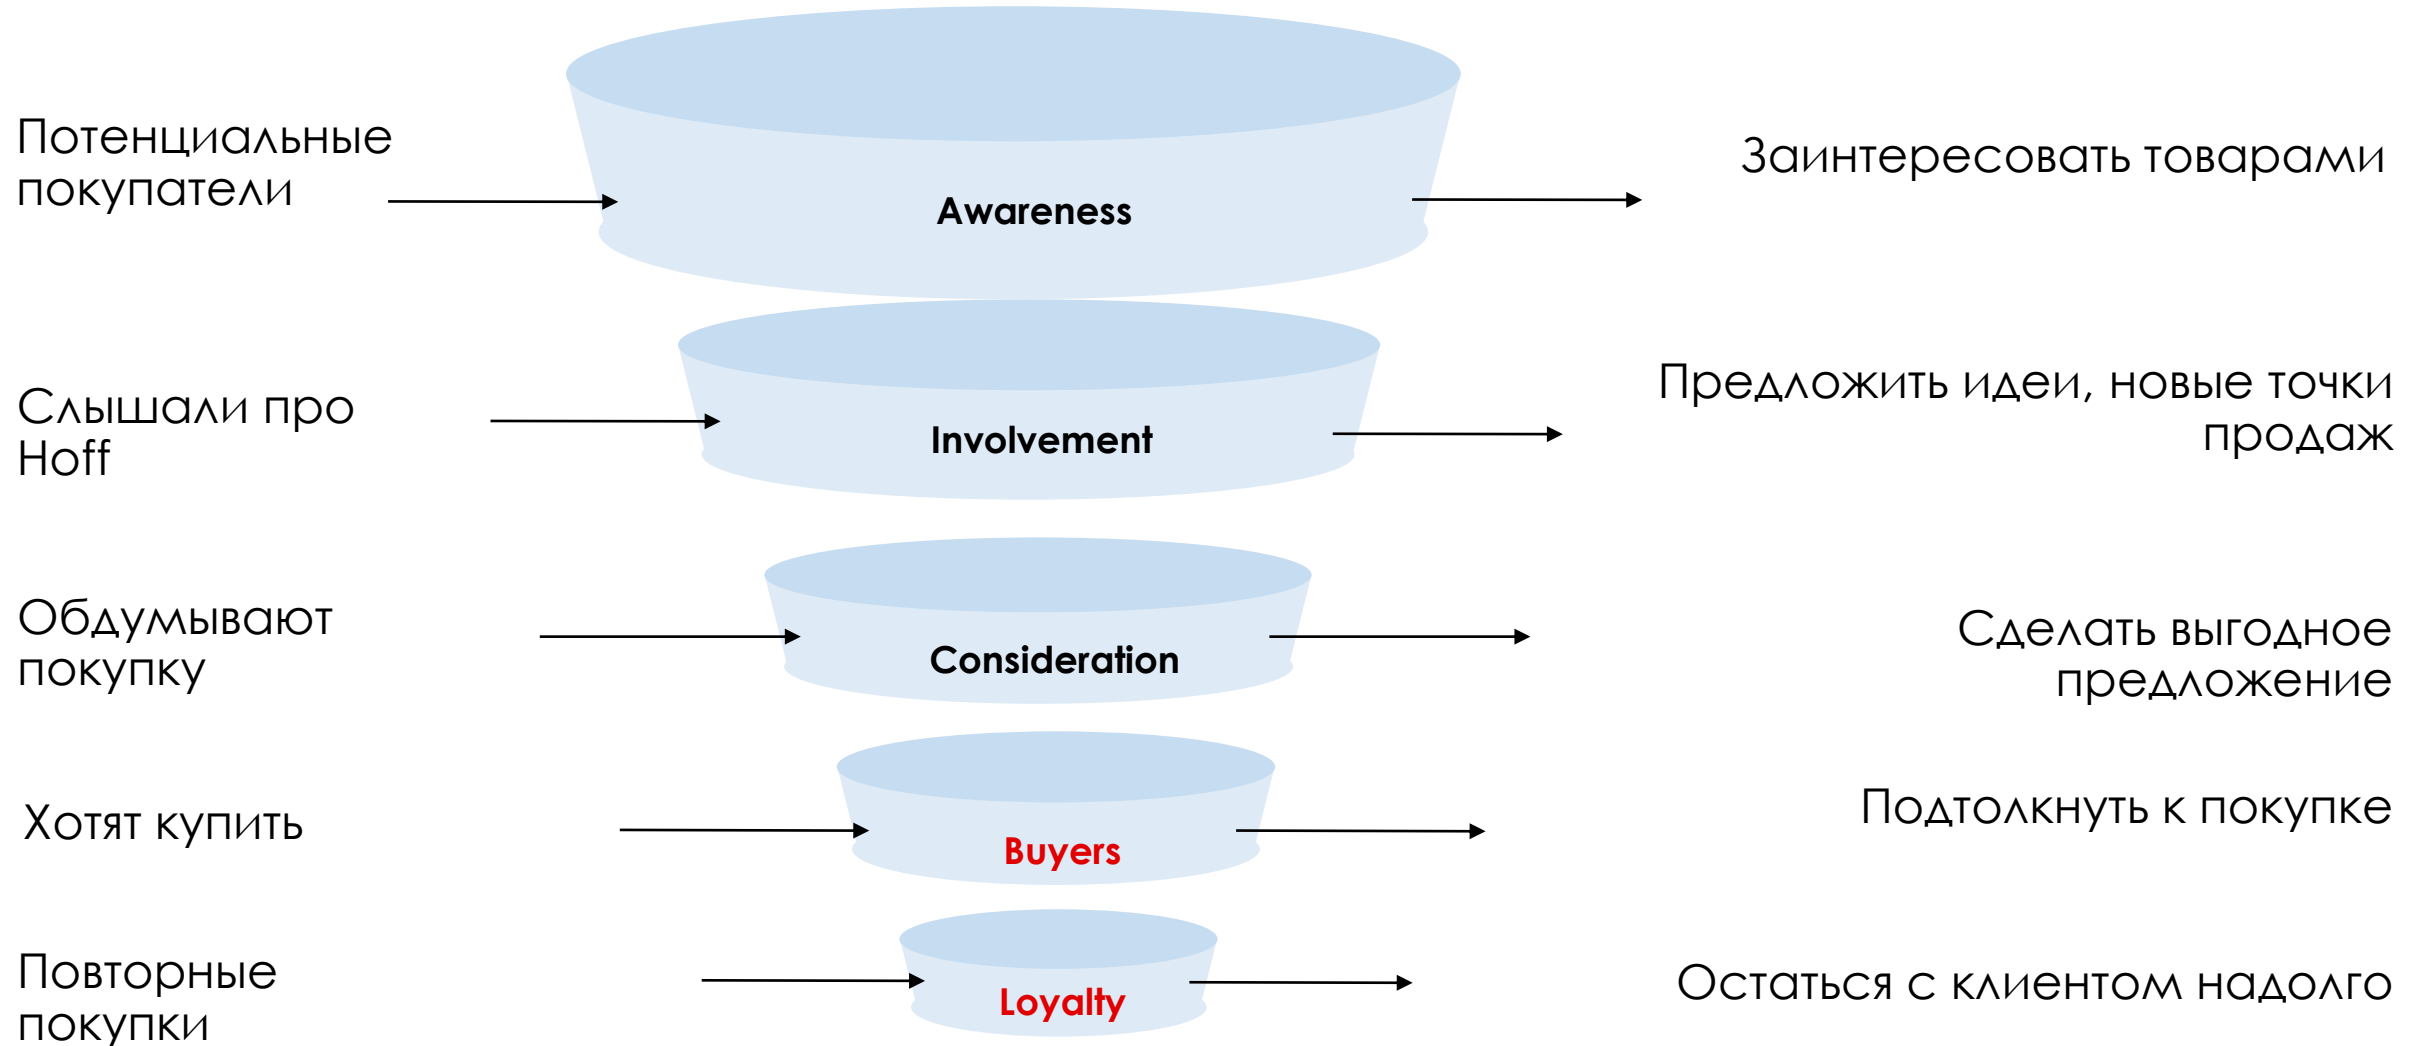 Потенциальные
покупатели
Awareness
Заинтересовать товарами
Слышали про
Hoff
Involvement
Предложить идеи, новые точки
продаж
Обдумывают
покупку
Consideration
Сделать выгодное
предложение
Хотят купить
Buyers
Подтолкнуть к покупке
Повторные
покупки
Loyalty
Остаться с клиентом надолго